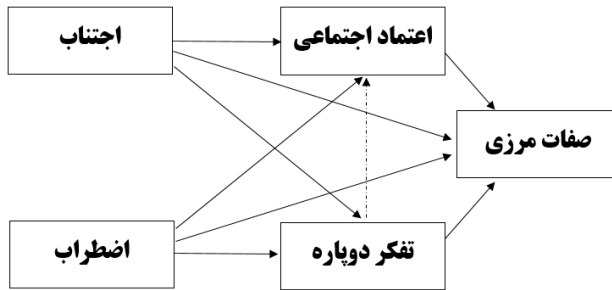 اجتناب
اعتماد اجتماعی
صفات مرزی
اضطراب
تفکر دوپاره